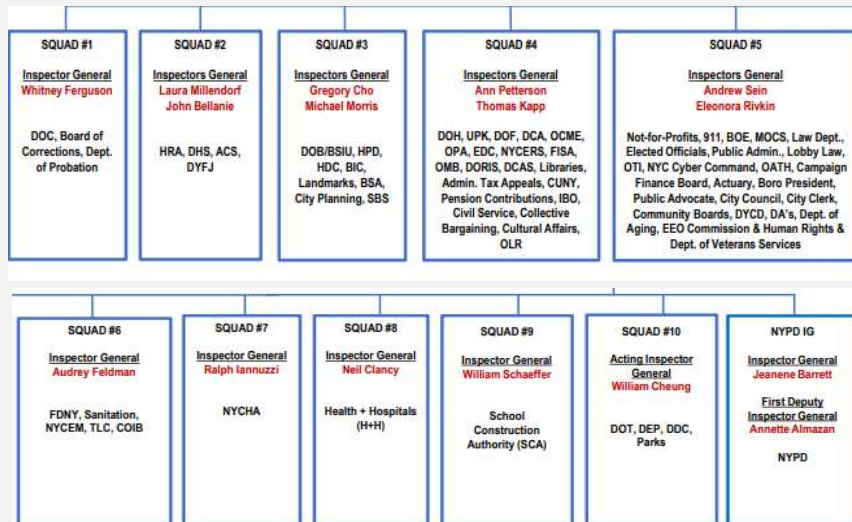 SQUAD #1
Inspector General
Whitney Ferguson
DOC, Board of
Corrections, Dept.
of Probation
SQUAD #2
Inspectors General
Laura Millendorf
John Bellanie
HRA, DHS, ACS,
DYFJ
SQUAD #3
Inspectors General
Gregory Cho
Michael Morris
DOB/BSIU, HPD,
HDC, BIC,
Landmarks, BSA,
City Planning, SBS
SQUAD #4
Inspectors General
Ann Petterson
Thomas Kapp
DOH, UPK, DOF, DCA, OCME,
OPA, EDC, NYCERS, FISA,
OMB, DORIS, DCAS, Libraries,
Admin. Tax Appeals, CUNY,
Pension Contributions, IBO,
Civil Service, Collective
Bargaining, Cultural Affairs,
OLR
SQUAD #5
Inspectors General
Andrew Sein
Eleonora Rivkin
Not-for-Profits, 911, BOE, MOCS, Law Dept.,
Elected Officials, Public Admin., Lobby Law,
OTI, NYC Cyber Command, OATH, Campaign
Finance Board, Actuary, Boro President,
Public Advocate, City Council, City Clerk,
Community Boards, DYCD, DA's, Dept. of
Aging, EEO Commission & Human Rights &
Dept. of Veterans Services
SQUAD #6
Inspector General
Audrey Feldman
FDNY, Sanitation,
NYCEM, TLC, COIB
SQUAD #7
Inspector General
Ralph Iannuzzi
NYCHA
SQUAD #8
Inspector General
Neil Clancy
Health + Hospitals
(H+H)
SQUAD #9
Inspector General
William Schaeffer
School
Construction
Authority (SCA)
SQUAD #10
Acting Inspector
General
William Cheung
DOT, DEP, DDC,
Parks
NYPD IG
Inspector General
Jeanene Barrett
First Deputy
Inspector General
Annette Almazan
NYPD